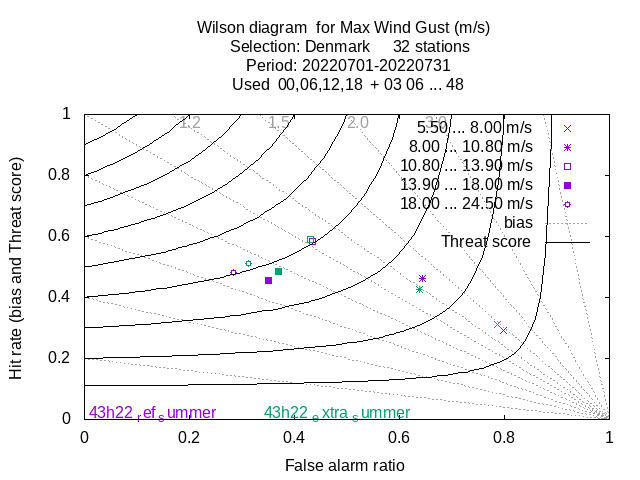 Wilson diagram  for Max Wind Gust (m/s)
Selection: Denmark     32 stations
Period: 20220701-20220731
Used  00,06,12,18  + 03 06 ... 48
Hit rate (bias and Threat score)
1
0.8
0.6
0.4
0.2
0
1.2
1.5
2.0
3.0
5.50 ... 8.00 m/s
8.00 ... 10.80 m/s
10.80 ... 13.90 m/s
13.90 ... 18.00 m/s
18.00 ... 24.50 m/s
bias
Threat score
43h22_ref_summer
43h22_extra_summer
0
0.2
0.4
0.6
0.8
1
False alarm ratio